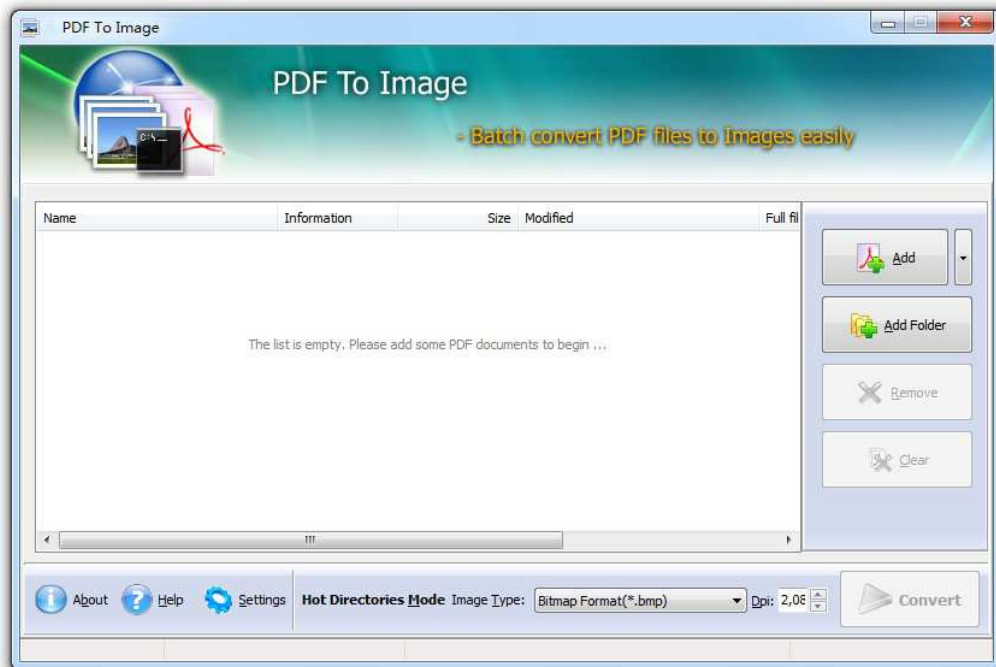 PDF To Image
PDF To Image
- Batch convert PDF files to Images easily
Name Information Size Modified Full fil
Add
Add Folder
The list is empty. Please add some PDF documents to begin ...
Remove
Clear
About Help Settings Hot Directories Mode Image Type: Bitmap Format(*.bmp) Dpi: 2,08 Convert